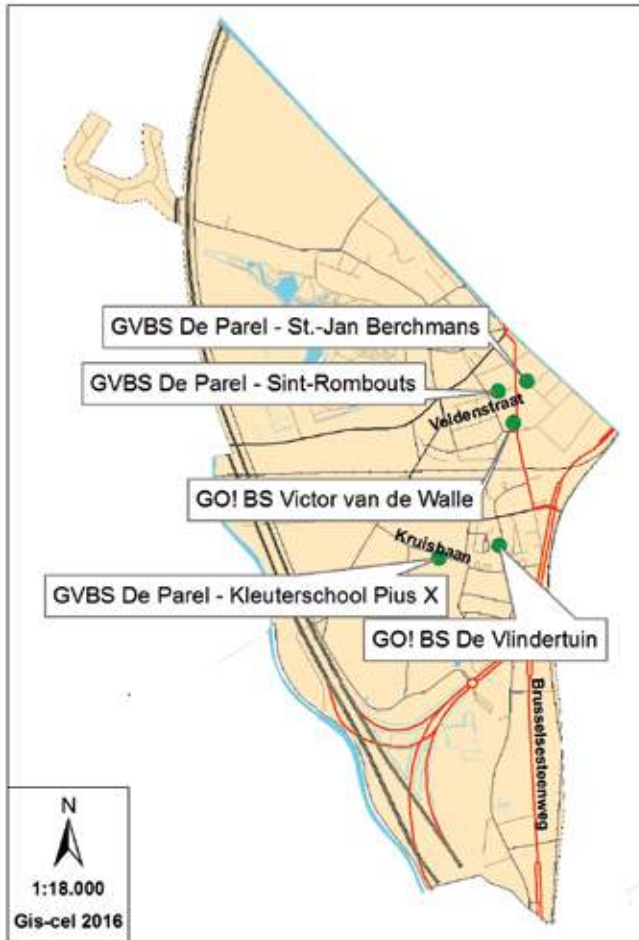 GVBS De Parel - St.-Jan Berchmans
GVBS De Parel - Sint-Rombouts
Veldenstraat
GO! BS Victor van de Walle
Kruisbaan
GVBS De Parel - Kleuterschool Pius X
GO! BS De Vlindertuin
Brusselsesteenweg
N
1:18.000
Gis-cel 2016